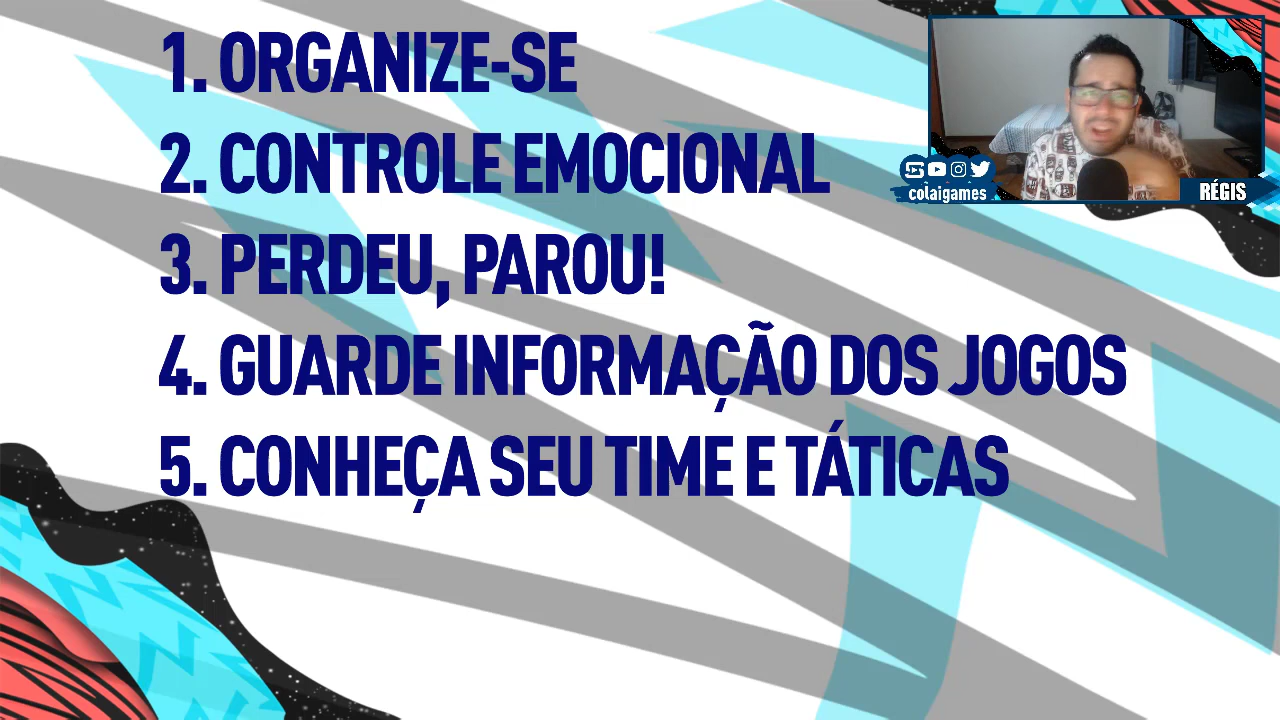 1. ORGANIZE-SE
2. CONTROLE EMOCIONAL
3. PERDEU, PAROU!
4. GUARDE INFORMAÇÃO DOS JOGOS
5. CONHEÇA SEU TIME E TÁTICAS
colaigames
RÉGIS